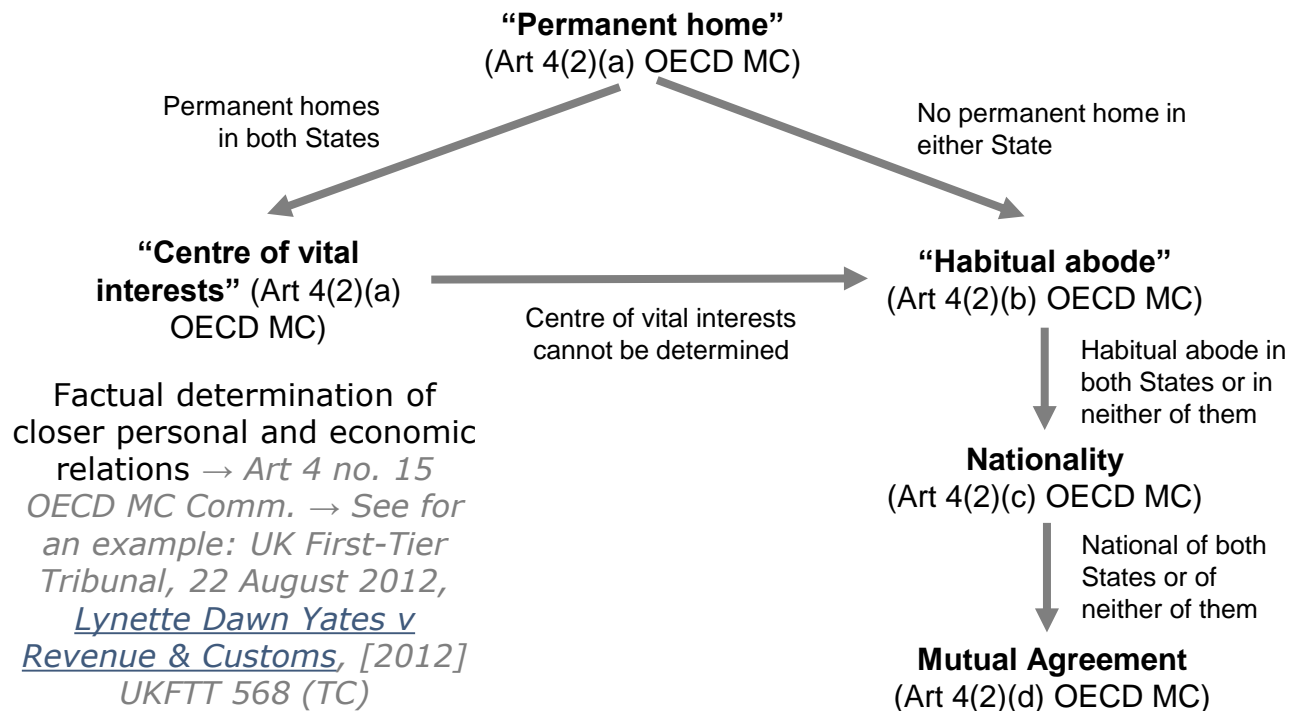 “Permanent home”
(Art 4(2)(a) OECD MC)
Permanent homes
in both States
No permanent home in
either State
“Centre of vital
interests” (Art 4(2)(a)
OECD MC)
Centre of vital interests
cannot be determined
“Habitual abode”
(Art 4(2)(b) OECD MC)
Habitual abode in
both States or in
neither of them
Factual determination of
closer personal and economic
relations → Art 4 no. 15
OECD MC Comm. → See for
an example: UK First-Tier
Tribunal, 22 August 2012,
Lynette Dawn Yates v
Revenue & Customs, [2012]
UKFTT 568 (TC)
Nationality
(Art 4(2)(c) OECD MC)
National of both
States or of
neither of them
Mutual Agreement
(Art 4(2)(d) OECD MC)